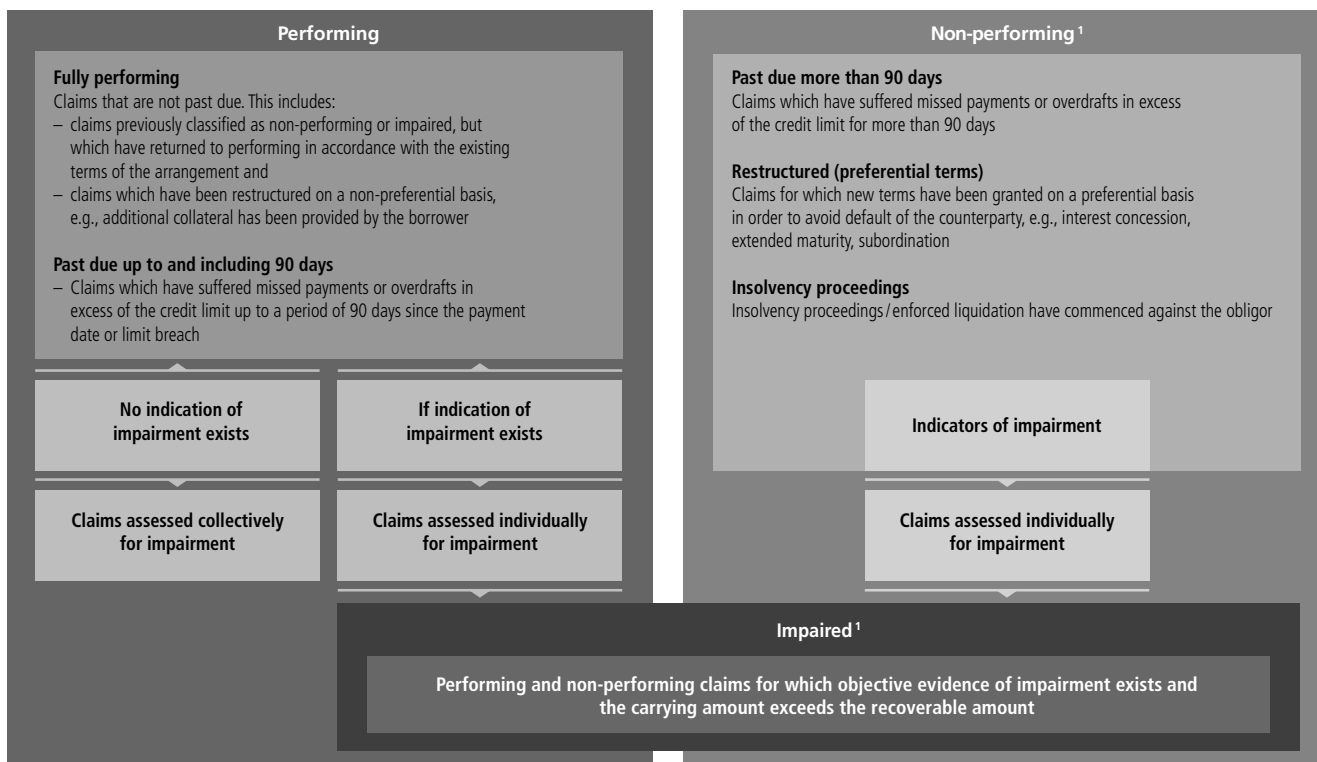 Performing
Fully performing
Claims that are not past due. This includes:
– claims previously classified as non-performing or impaired, but
which have returned to performing in accordance with the existing
terms of the arrangement and
– claims which have been restructured on a non-preferential basis,
e.g., additional collateral has been provided by the borrower
Past due up to and including 90 days
– Claims which have suffered missed payments or overdrafts in
excess of the credit limit up to a period of 90 days since the payment
date or limit breach
No indication of
impairment exists
If indication of
impairment exists
Claims assessed collectively
for impairment
Claims assessed individually
for impairment
Non-performing¹
Past due more than 90 days
Claims which have suffered missed payments or overdrafts in excess
of the credit limit for more than 90 days
Restructured (preferential terms)
Claims for which new terms have been granted on a preferential basis
in order to avoid default of the counterparty, e.g., interest concession,
extended maturity, subordination
Insolvency proceedings
Insolvency proceedings/enforced liquidation have commenced against the obligor
Indicators of impairment
Claims assessed individually
for impairment
Impaired¹
Performing and non-performing claims for which objective evidence of impairment exists and
the carrying amount exceeds the recoverable amount